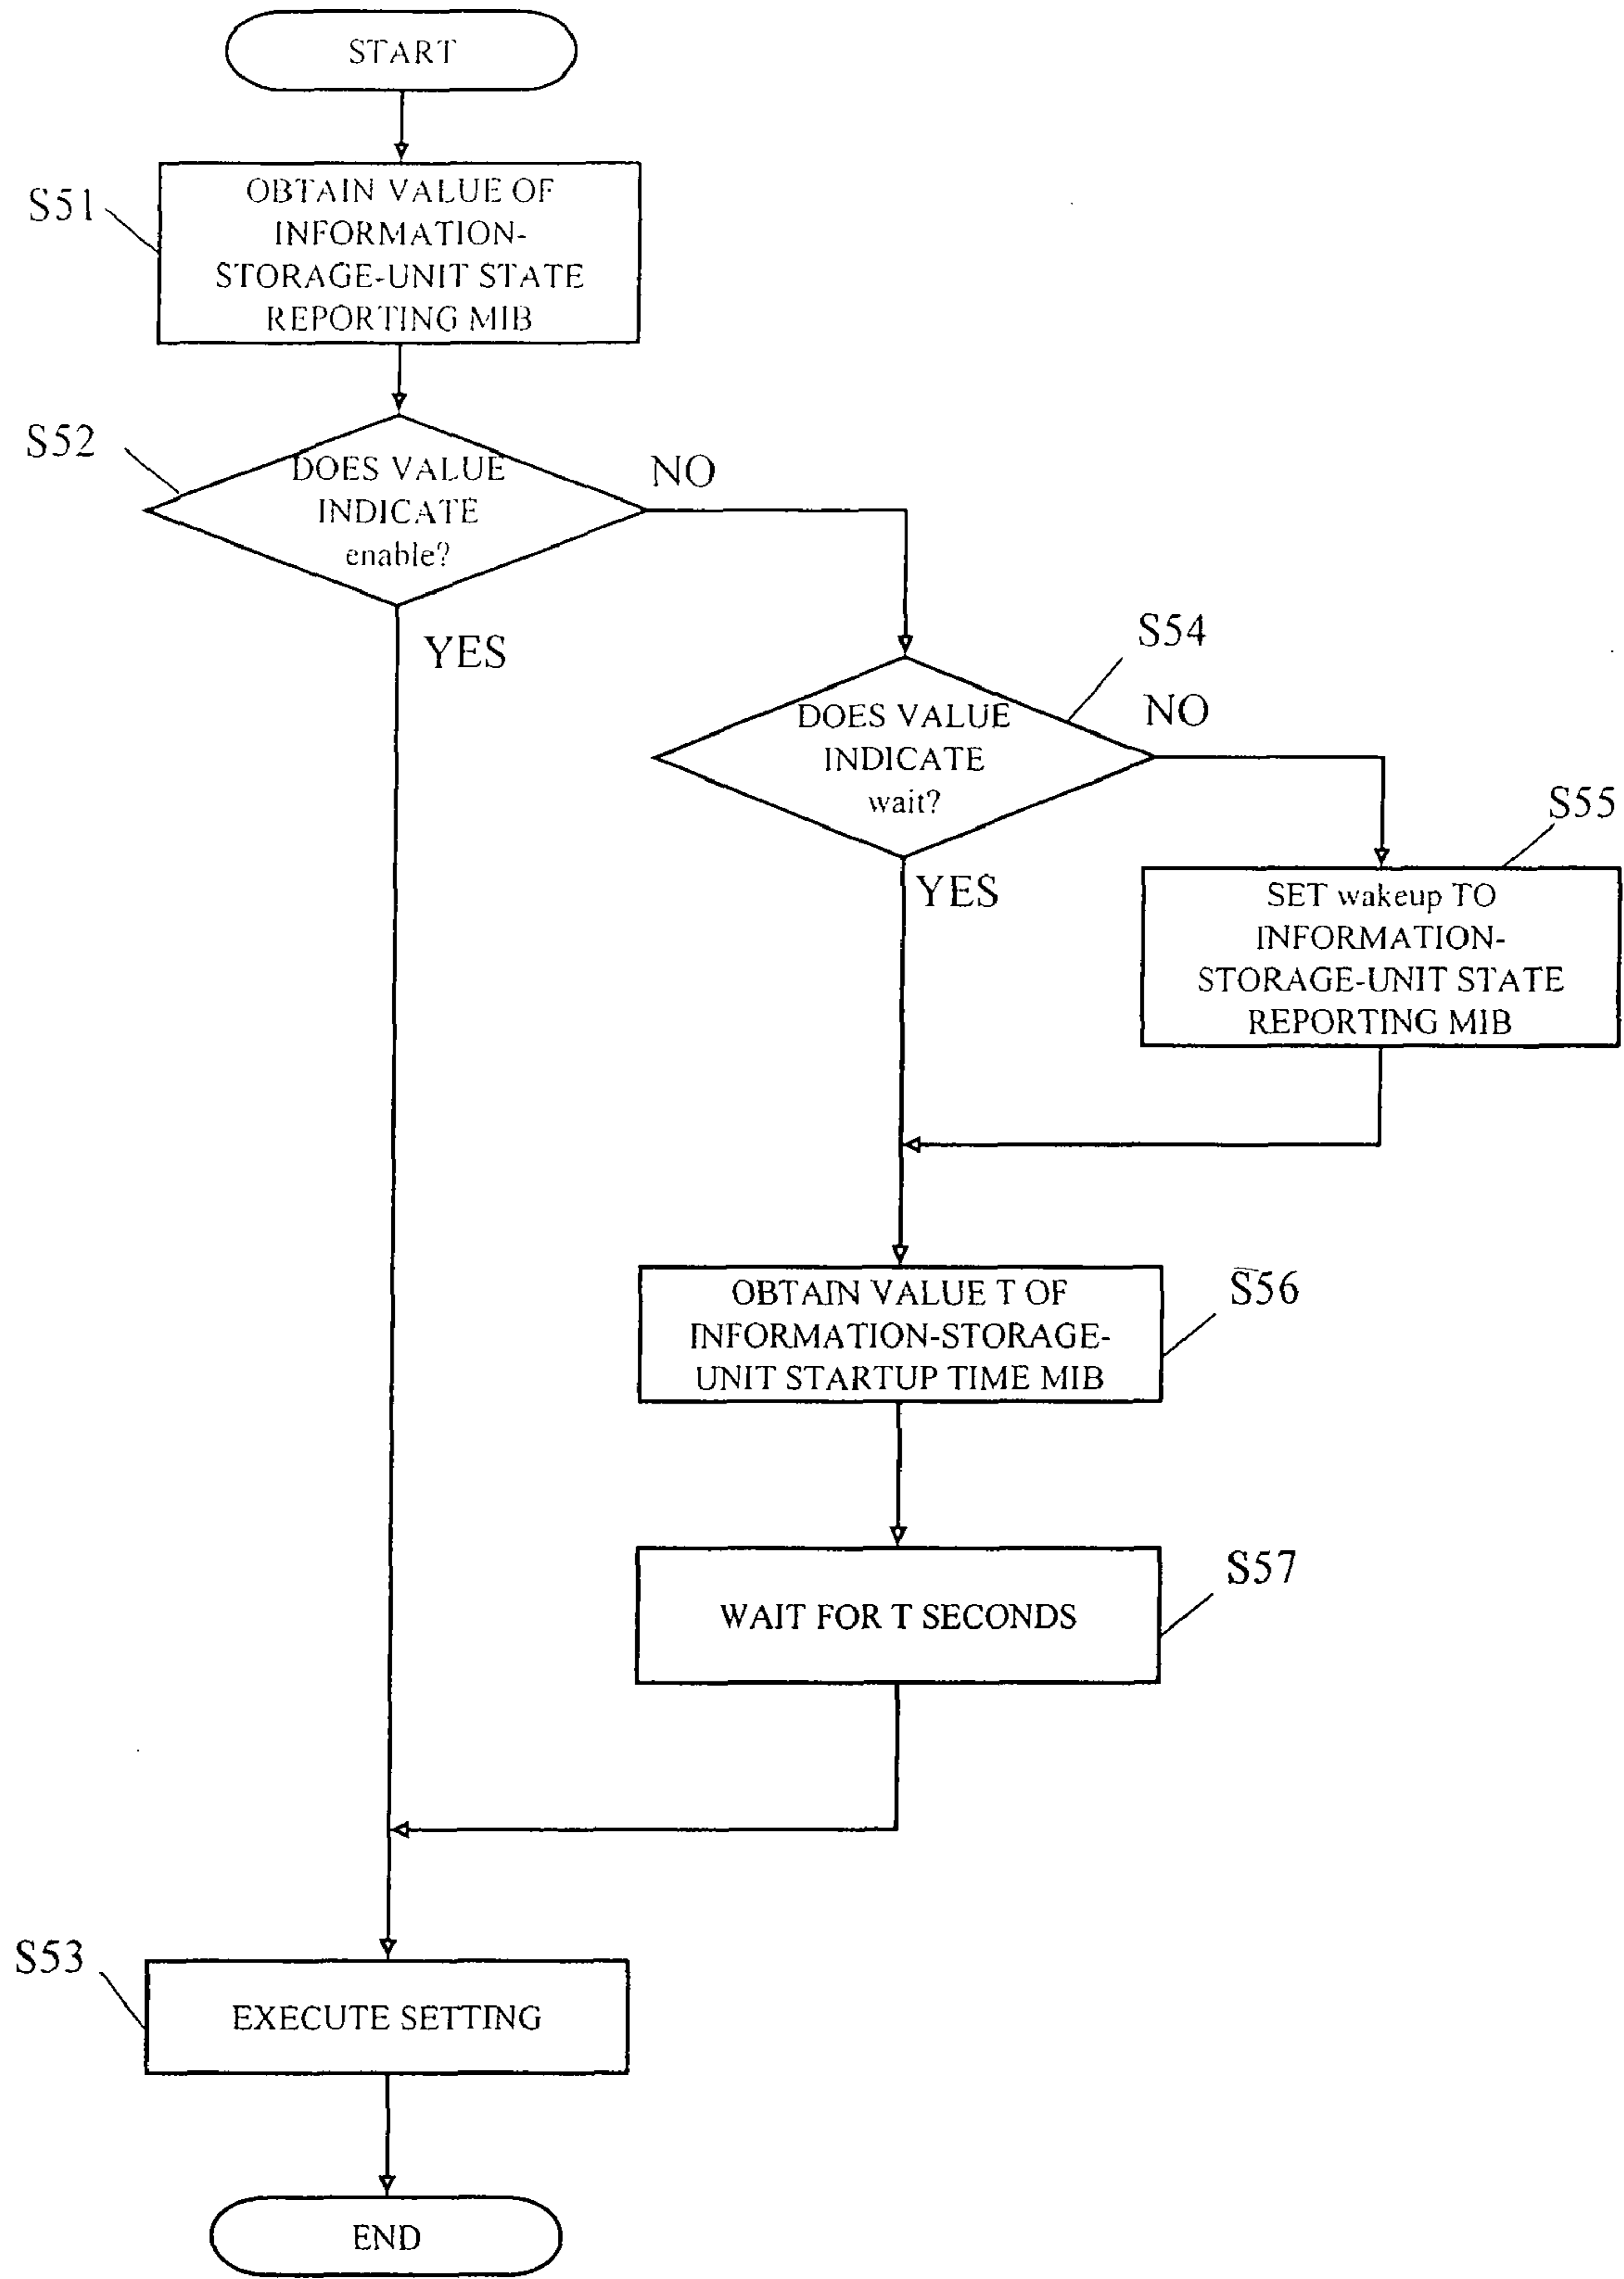 START
S51
OBTAIN VALUE OF
INFORMATION-
STORAGE-UNIT STATE
REPORTING MIB
S52
DOES VALUE
INDICATE
enable?
NO
YES
S54
DOES VALUE
INDICATE
wait?
NO
YES
S55
SET wakeup TO
INFORMATION-
STORAGE-UNIT STATE
REPORTING MIB
S56
OBTAIN VALUE T OF
INFORMATION-STORAGE-
UNIT STARTUP TIME MIB
S57
WAIT FOR T SECONDS
S53
EXECUTE SETTING
END